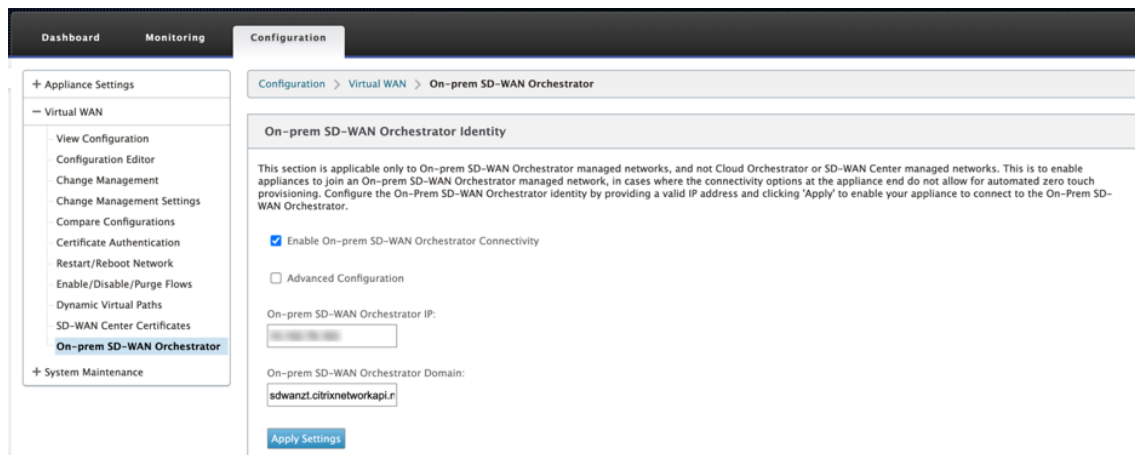 Dashboard Monitoring Configuration
+ Appliance Settings
− Virtual WAN
View Configuration
Configuration Editor
Change Management
Change Management Settings
Compare Configurations
Certificate Authentication
Restart/Reboot Network
Enable/Disable/Purge Flows
Dynamic Virtual Paths
SD-WAN Center Certificates
On-prem SD-WAN Orchestrator
+ System Maintenance
Configuration > Virtual WAN > On-prem SD-WAN Orchestrator
On-prem SD-WAN Orchestrator Identity
This section is applicable only to On-prem SD-WAN Orchestrator managed networks, and not Cloud Orchestrator or SD-WAN Center managed networks. This is to enable
appliances to join an On-prem SD-WAN Orchestrator managed network, in cases where the connectivity options at the appliance end do not allow for automated zero touch
provisioning. Configure the On-Prem SD-WAN Orchestrator identity by providing a valid IP address and clicking 'Apply' to enable your appliance to connect to the On-Prem SD-
WAN Orchestrator.
Enable On-prem SD-WAN Orchestrator Connectivity
Advanced Configuration
On-prem SD-WAN Orchestrator IP:
On-prem SD-WAN Orchestrator Domain:
sdwanzt.citrixnetworkapi.n
Apply Settings